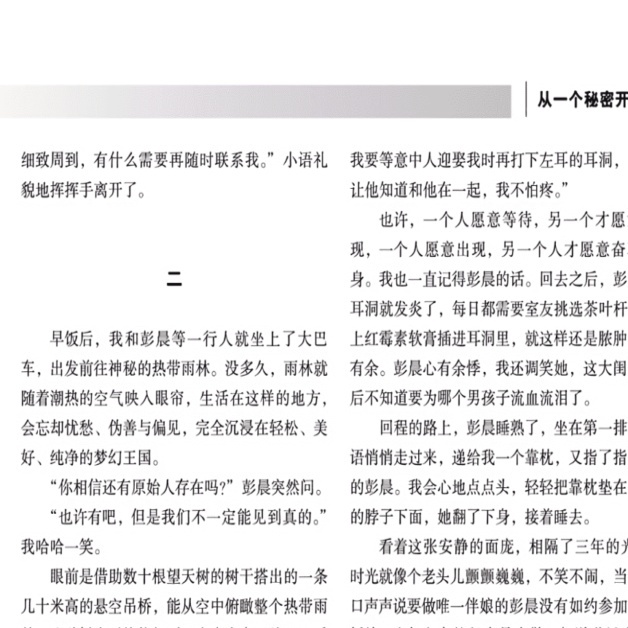 从一个秘密开
细致周到，有什么需要再随时联系我。”小语礼
貌地挥挥手离开了。
二
早饭后，我和彭晨等一行人就坐上了大巴
车，出发前往神秘的热带雨林。没多久，雨林就
随着潮热的空气映入眼帘，生活在这样的地方，
会忘却忧愁、伪善与偏见，完全沉浸在轻松、美
好、纯净的梦幻王国。
“你相信还有原始人存在吗?”彭晨突然问。
“也许有吧，但是我们不一定能见到真的。”
我哈哈一笑。
眼前是借助数十根望天树的树干搭出的一条
几十米高的悬空吊桥，能从空中俯瞰整个热带雨
我要等意中人迎娶我时再打下左耳的耳洞，
让他知道和他在一起，我不怕疼。”
也许，一个人愿意等待，另一个才愿
现，一个人愿意出现，另一个人才愿意奋
身。我也一直记得彭晨的话。回去之后，彭
耳洞就发炎了，每日都需要室友挑选茶叶杆
上红霉素软膏插进耳洞里，就这样还是脓肿
有余。彭晨心有余悸，我还调笑她，这大闺
后不知道要为哪个男孩子流血流泪了。
回程的路上，彭晨睡熟了，坐在第一排
语悄悄走过来，递给我一个靠枕，又指了指
的彭晨。我会心地点点头，轻轻把靠枕垫在
的脖子下面，她翻了下身，接着睡去。
看着这张安静的面庞，相隔了三年的光
时光就像个老头儿颤颤巍巍，不笑不闹，当
口声声说要做唯一伴娘的彭晨没有如约参加